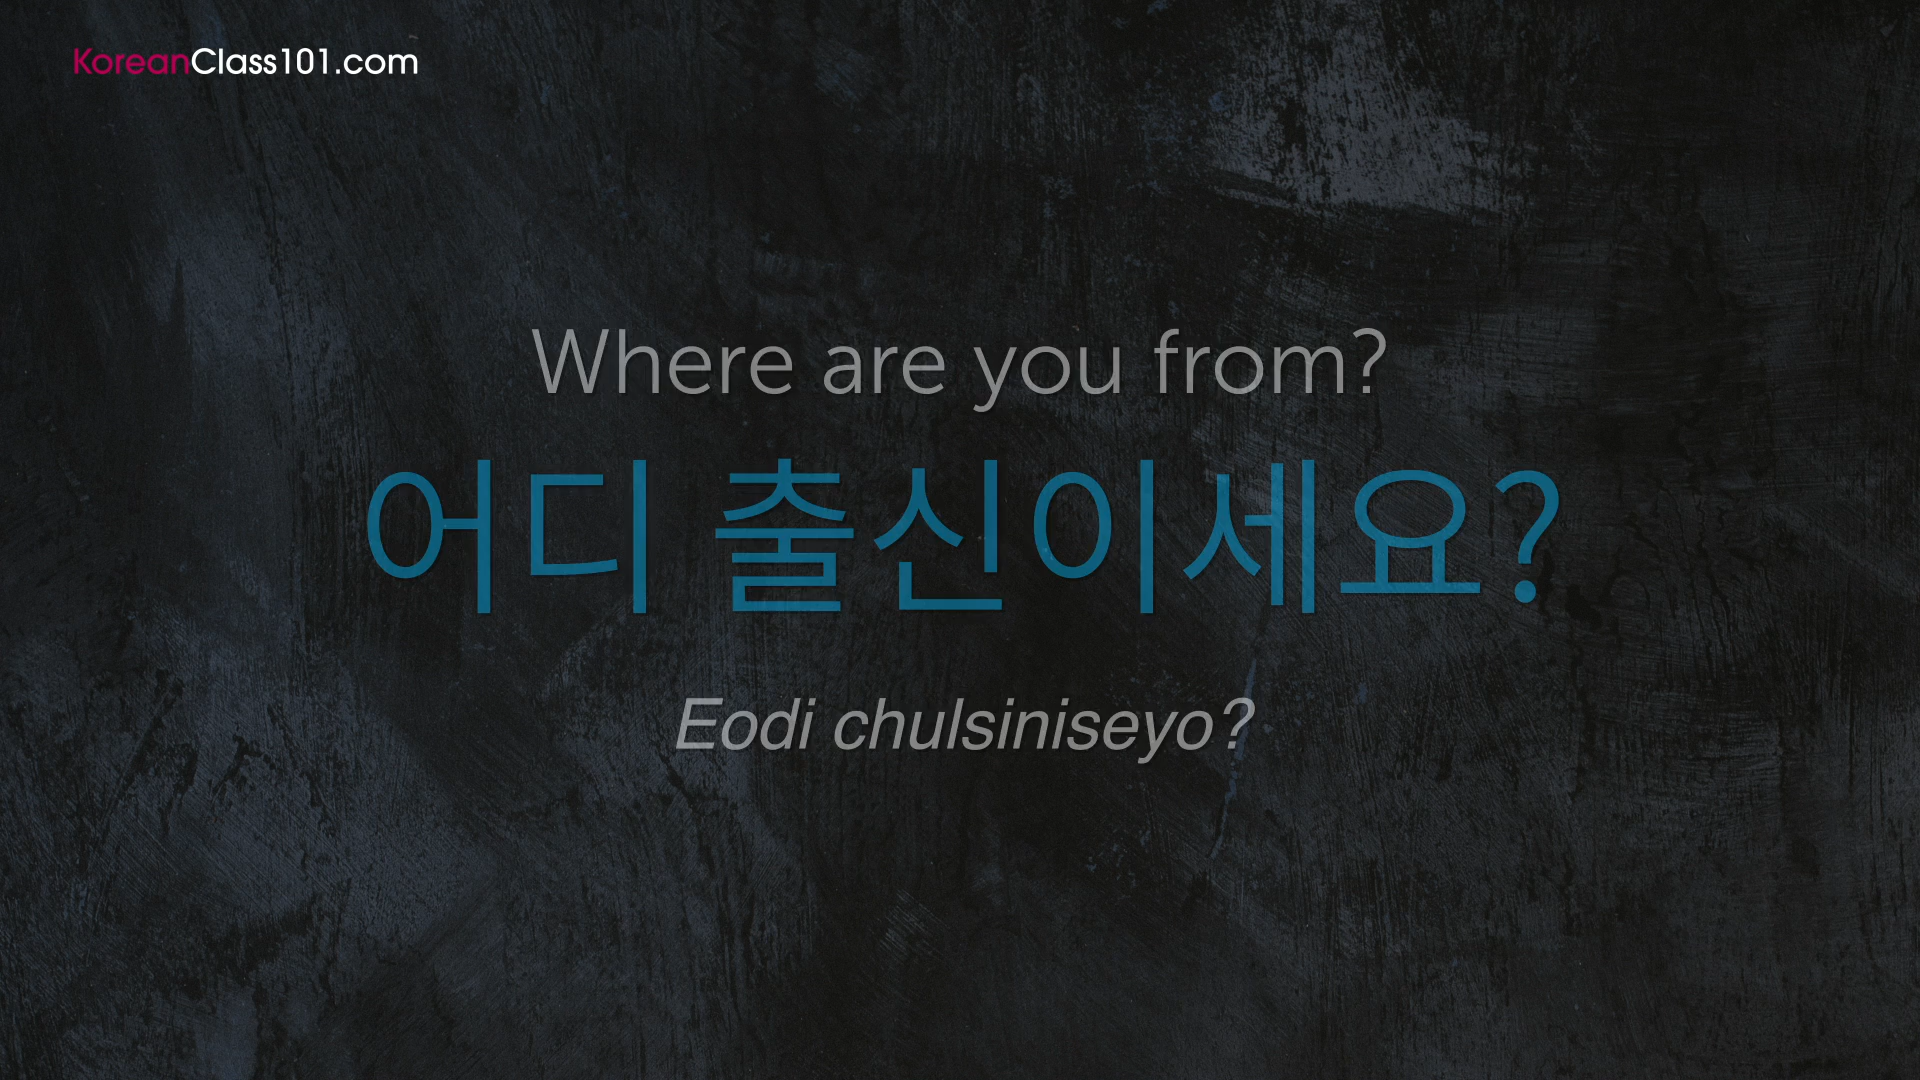 KoreanClass101.com
Where are you from?
어디 출신이세요?
Eodi chulsiniseyo?